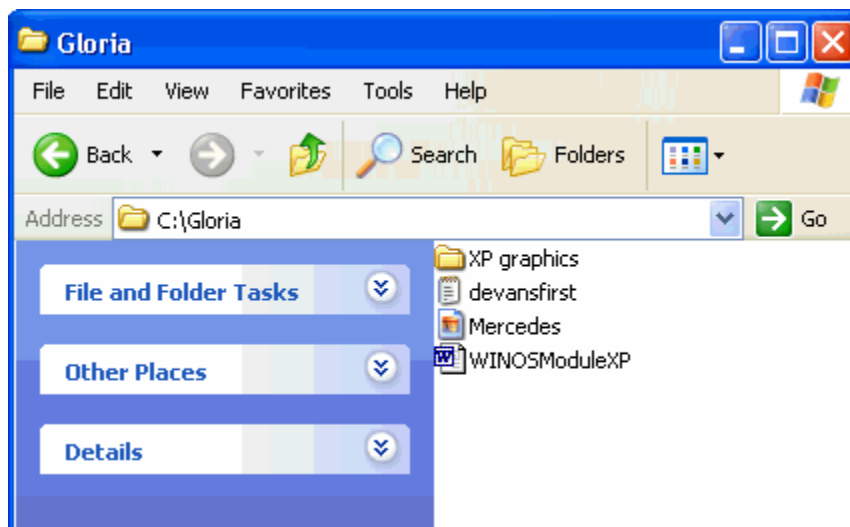 Gloria
File Edit View Favorites Tools Help
Back Search Folders
Address C:\Gloria Go
File and Folder Tasks
Other Places
Details
XP graphics
devansfirst
Mercedes
WINOSModuleXP